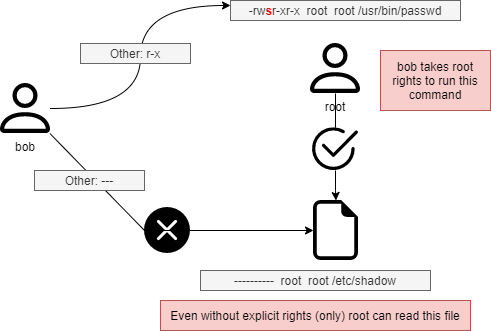 -rwsr-xr-x root root /usr/bin/passwd
Other: r-x
bob takes root
rights to run this
command
root
bob
Other: ---
---------- root root /etc/shadow
Even without explicit rights (only) root can read this file